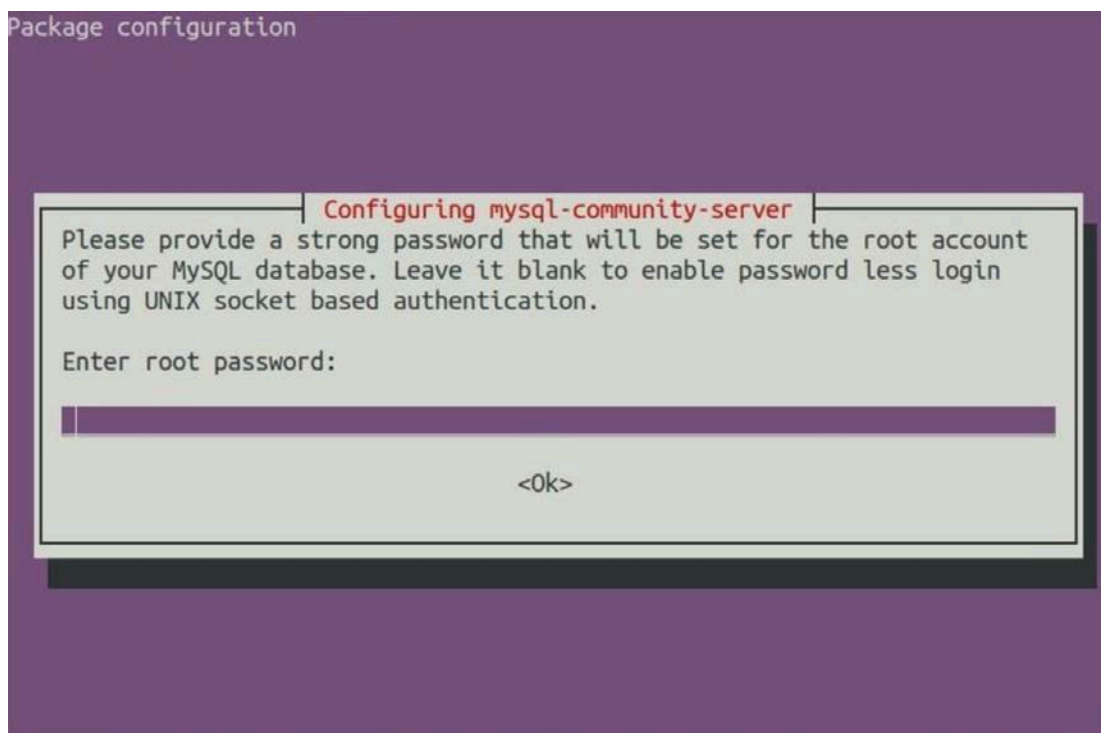 Package configuration
Configuring mysql-community-server
Please provide a strong password that will be set for the root account
of your MySQL database. Leave it blank to enable password less login
using UNIX socket based authentication.
Enter root password:
<Ok>